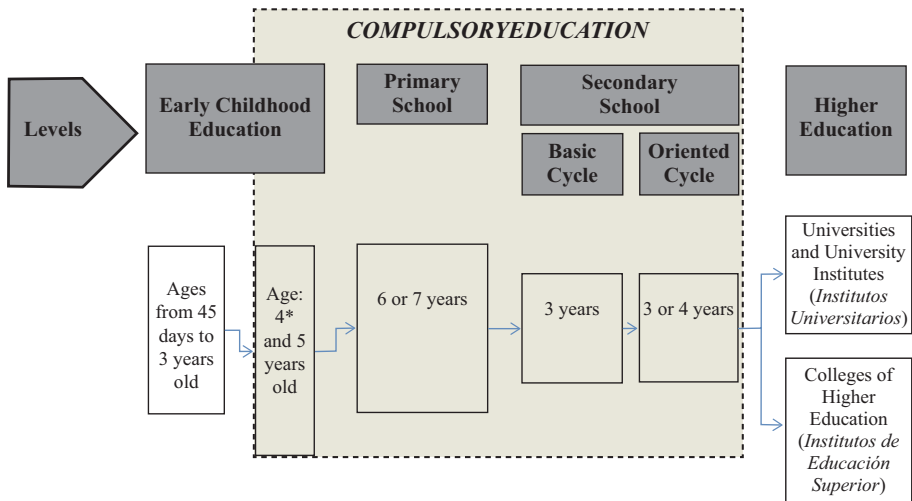 COMPULSORYEDUCATION
Levels
Early Childhood
Education
Primary
School
Secondary
School
Basic
Cycle
Oriented
Cycle
Higher
Education
Ages
from 45
days to
3 years
old
Age:
4*
and 5
years
old
6 or 7 years
3 years
3 or 4 years
Universities
and University
Institutes
(Institutos
Universitarios)
Colleges of
Higher
Education
(Institutos de
Educación
Superior)